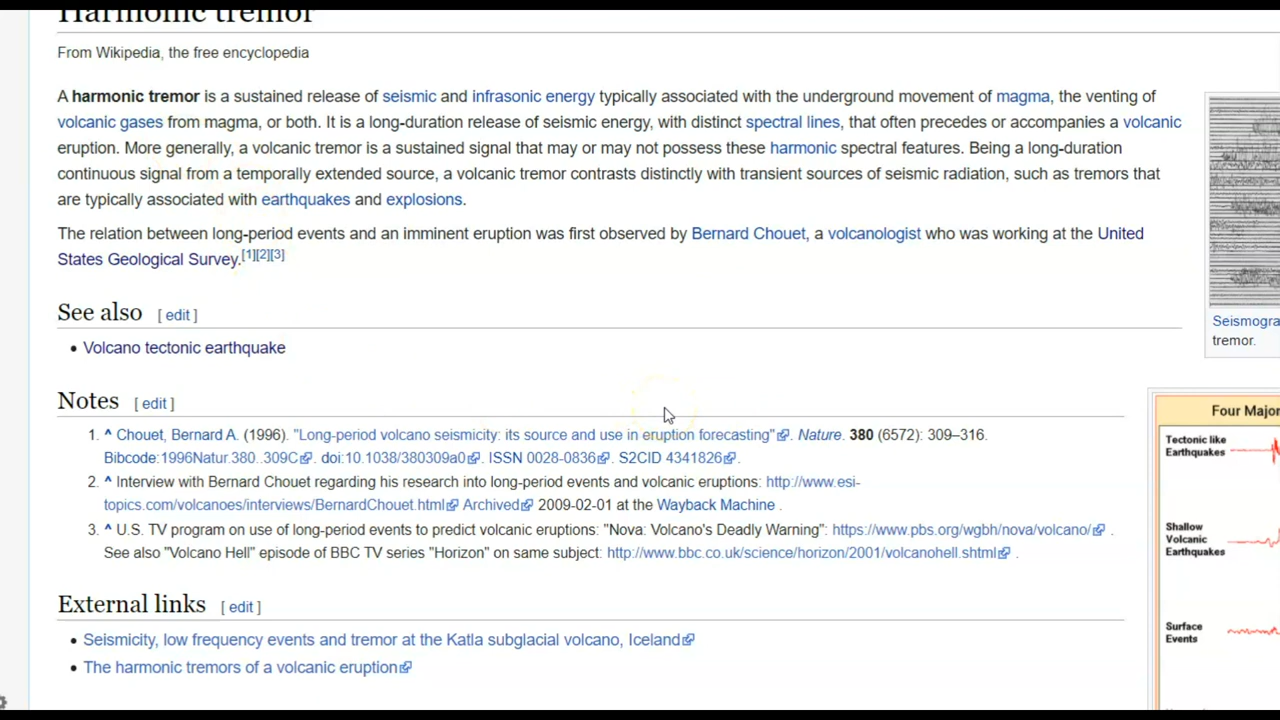 Harmonic tremor
From Wikipedia, the free encyclopedia
A harmonic tremor is a sustained release of seismic and infrasonic energy typically associated with the underground movement of magma, the venting of
volcanic gases from magma, or both. It is a long-duration release of seismic energy, with distinct spectral lines, that often precedes or accompanies a volcanic
eruption. More generally, a volcanic tremor is a sustained signal that may or may not possess these harmonic spectral features. Being a long-duration
continuous signal from a temporally extended source, a volcanic tremor contrasts distinctly with transient sources of seismic radiation, such as tremors that
are typically associated with earthquakes and explosions.
The relation between long-period events and an imminent eruption was first observed by Bernard Chouet, a volcanologist who was working at the United
States Geological Survey.[1][2][3]
Seismogra
tremor.
See also [ edit ]
• Volcano tectonic earthquake
Notes [ edit ]
1. ^ Chouet, Bernard A. (1996). "Long-period volcano seismicity: its source and use in eruption forecasting". Nature. 380 (6572): 309–316.
Bibcode:1996Natur.380..309C. doi:10.1038/380309a0. ISSN 0028-0836. S2CID 4341826.
2. ^ Interview with Bernard Chouet regarding his research into long-period events and volcanic eruptions: http://www.esi-
topics.com/volcanoes/interviews/BernardChouet.html Archived 2009-02-01 at the Wayback Machine .
3. ^ U.S. TV program on use of long-period events to predict volcanic eruptions: "Nova: Volcano's Deadly Warning": https://www.pbs.org/wgbh/nova/volcano/ .
See also "Volcano Hell" episode of BBC TV series "Horizon" on same subject: http://www.bbc.co.uk/science/horizon/2001/volcanohell.shtml .
External links [ edit ]
• Seismicity, low frequency events and tremor at the Katla subglacial volcano, Iceland
• The harmonic tremors of a volcanic eruption
Four Major
Tectonic like
Earthquakes
Shallow
Volcanic
Earthquakes
Surface
Events